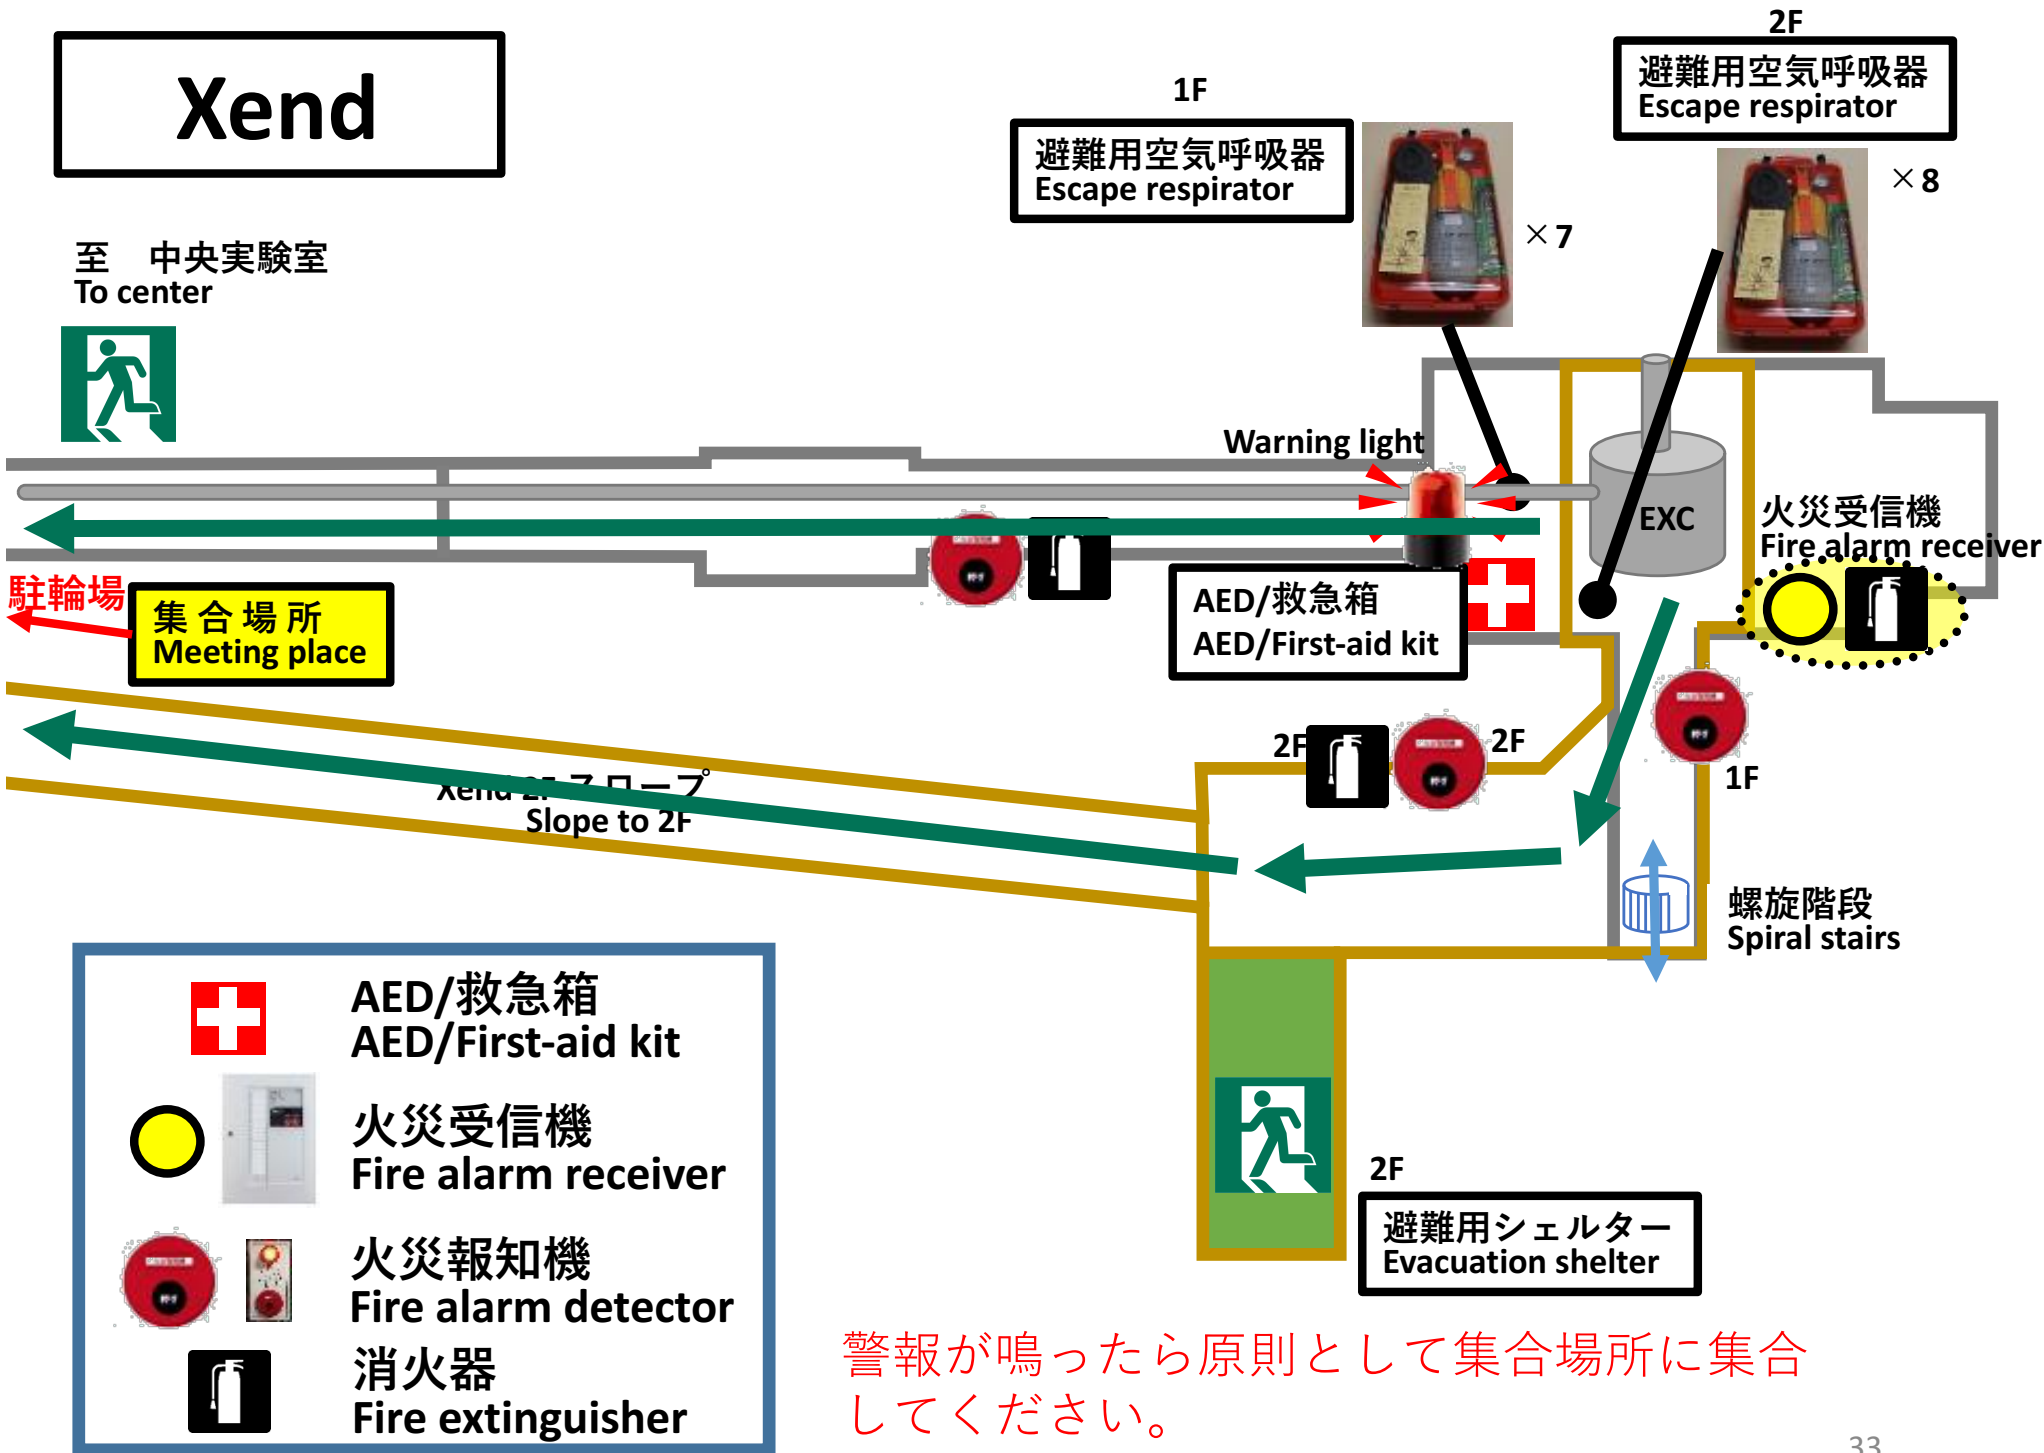 Xend
2F
避難用空気呼吸器
Escape respirator
×8
1F
避難用空気呼吸器
Escape respirator
×7
至　中央実験室
To center
Warning light
EXC
火災受信機
Fire alarm receiver
駐輪場
集 合 場 所
Meeting place
AED/救急箱
AED/First-aid kit
2F
2F
1F
Xend 2F スロープ
Slope to 2F
螺旋階段
Spiral stairs
2F
避難用シェルター
Evacuation shelter
AED/救急箱
AED/First-aid kit
火災受信機
Fire alarm receiver
火災報知機
Fire alarm detector
消火器
Fire extinguisher
警報が鳴ったら原則として集合場所に集合
してください。
33